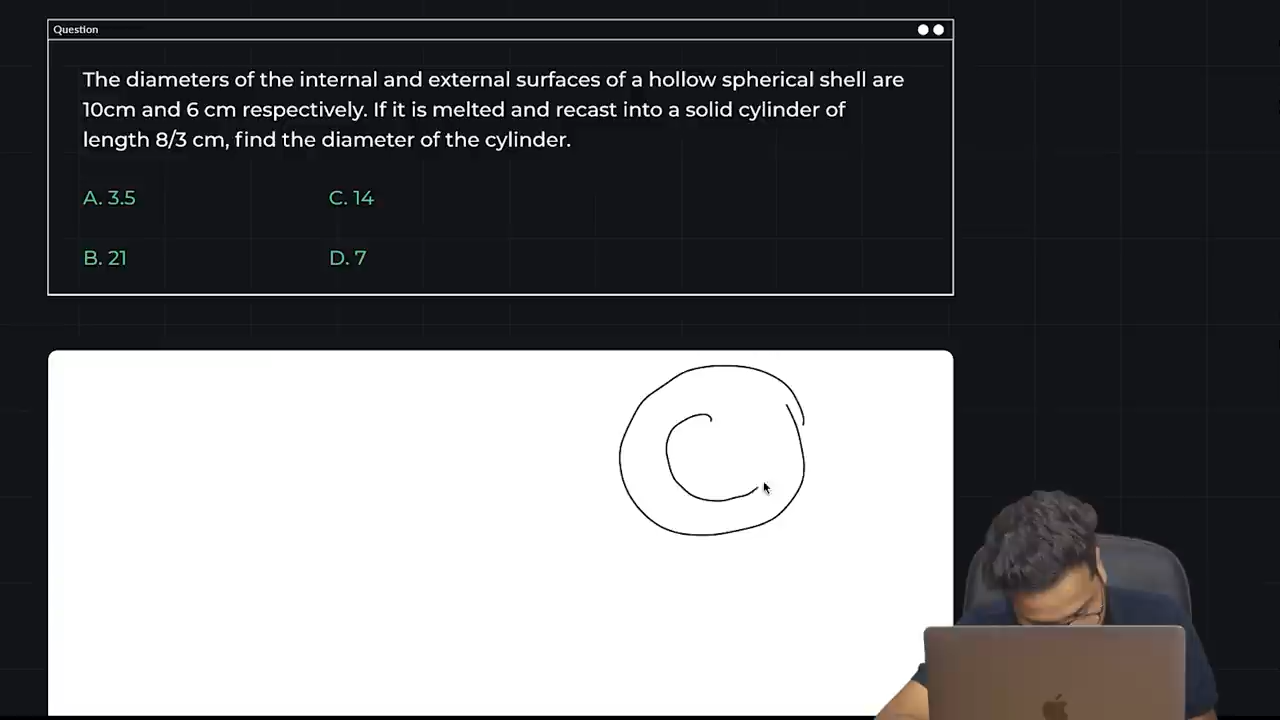 Question
The diameters of the internal and external surfaces of a hollow spherical shell are
10cm and 6 cm respectively. If it is melted and recast into a solid cylinder of
length 8/3 cm, find the diameter of the cylinder.
A. 3.5
C. 14
B. 21
D. 7